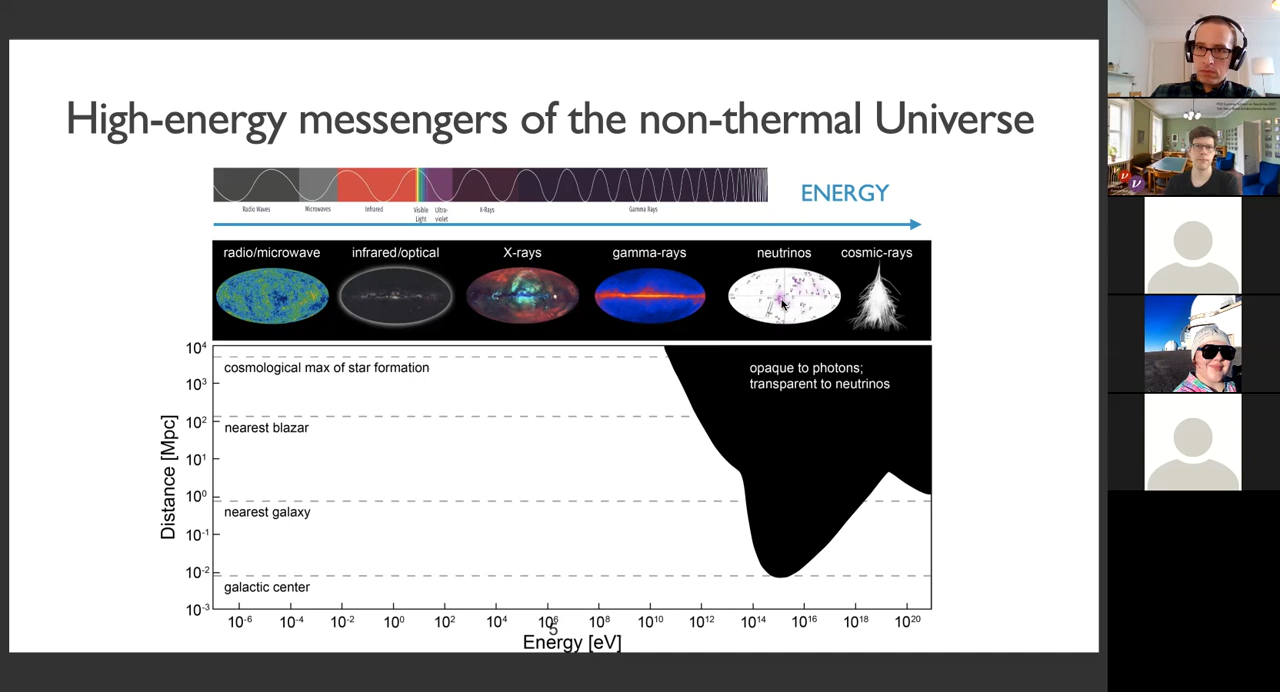 High-energy messengers of the non-thermal Universe
Radio Waves
Microwaves
Infrared
Visible
Light
Ultra-
violet
X-Rays
Gamma Rays
ENERGY
radio/microwave
infrared/optical
X-rays
gamma-rays
neutrinos
cosmic-rays
10⁴
10³
10²
10¹
10⁰
10⁻¹
10⁻²
10⁻³
Distance [Mpc]
cosmological max of star formation
nearest blazar
nearest galaxy
galactic center
opaque to photons;
transparent to neutrinos
10⁻⁶
10⁻⁴
10⁻²
10⁰
10²
10⁴
10⁶
10⁸
10¹⁰
10¹²
10¹⁴
10¹⁶
10¹⁸
10²⁰
5
Energy [eV]